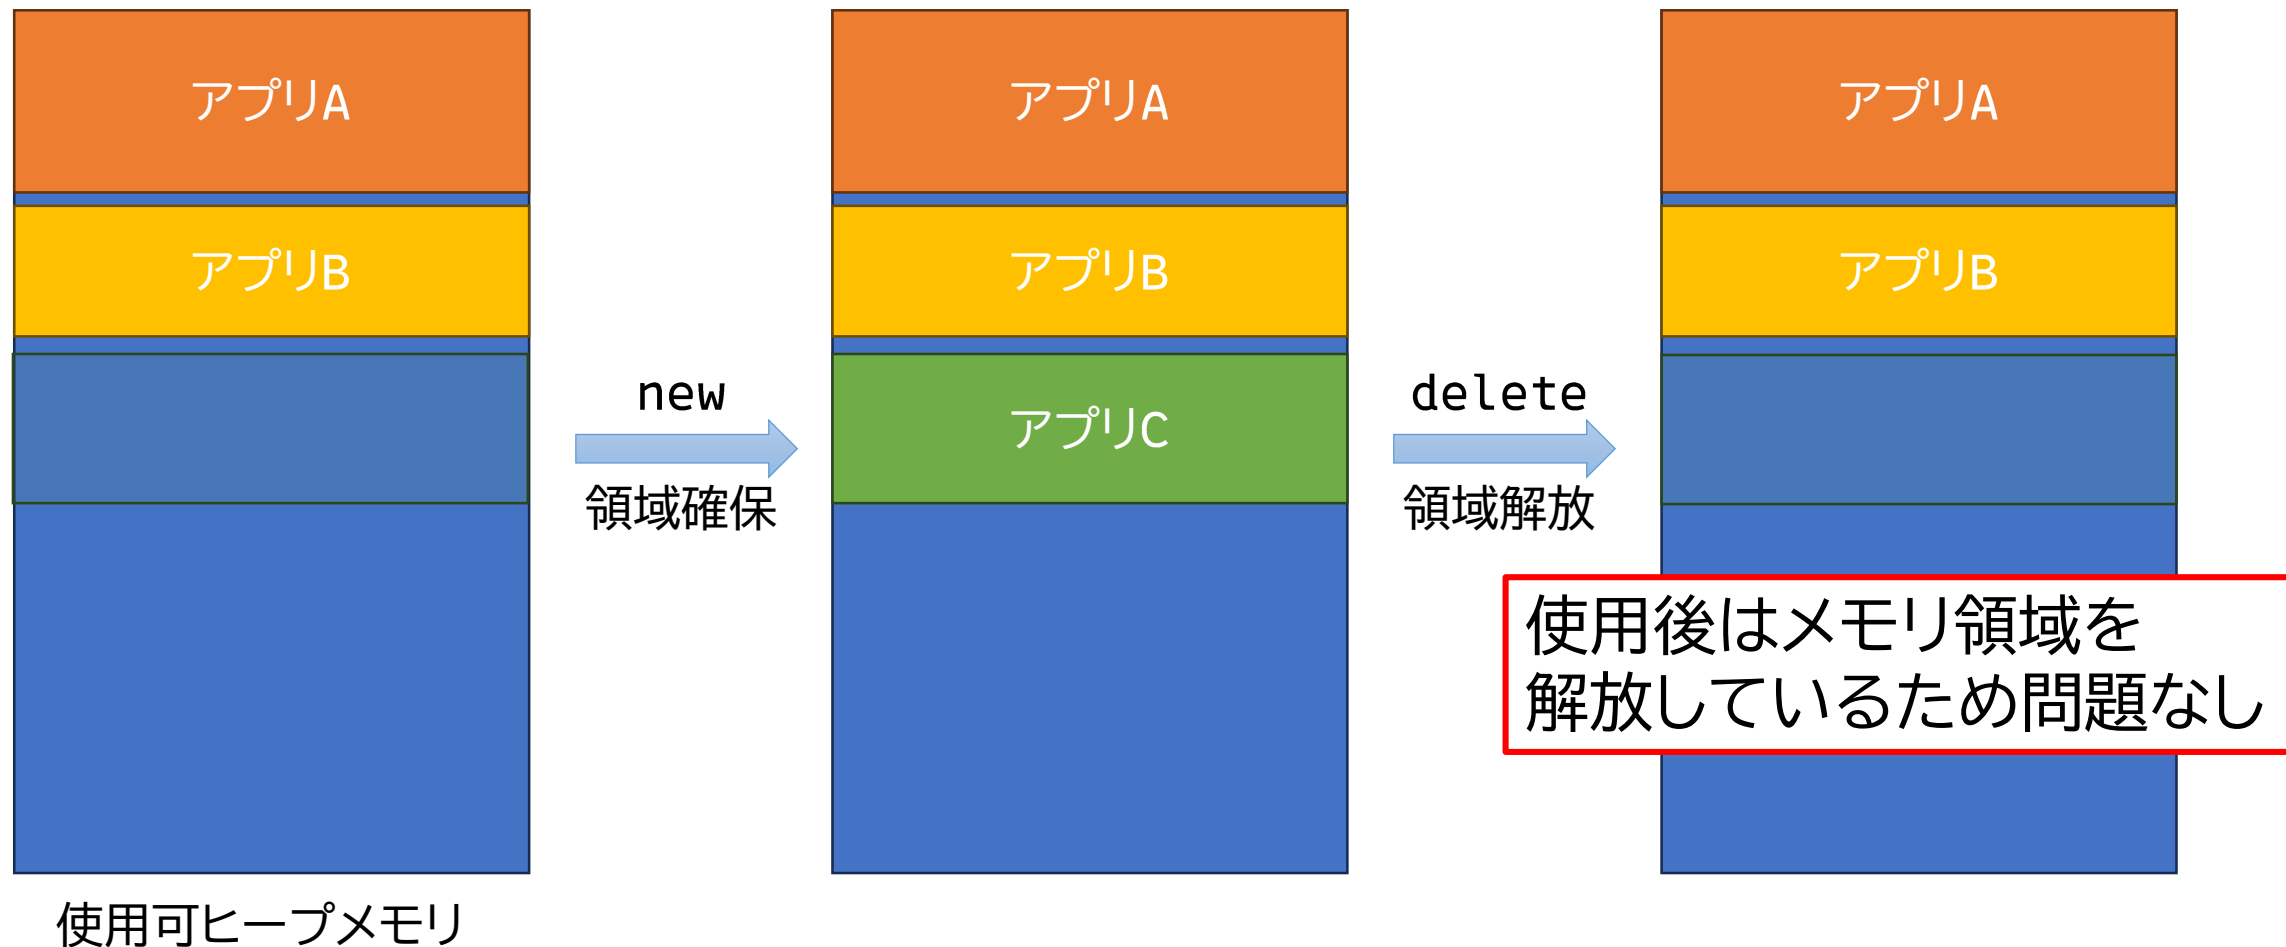 アプリA
アプリB
使用可ヒープメモリ
new
領域確保
アプリA
アプリB
アプリC
delete
領域解放
アプリA
アプリB
使用後はメモリ領域を
解放しているため問題なし